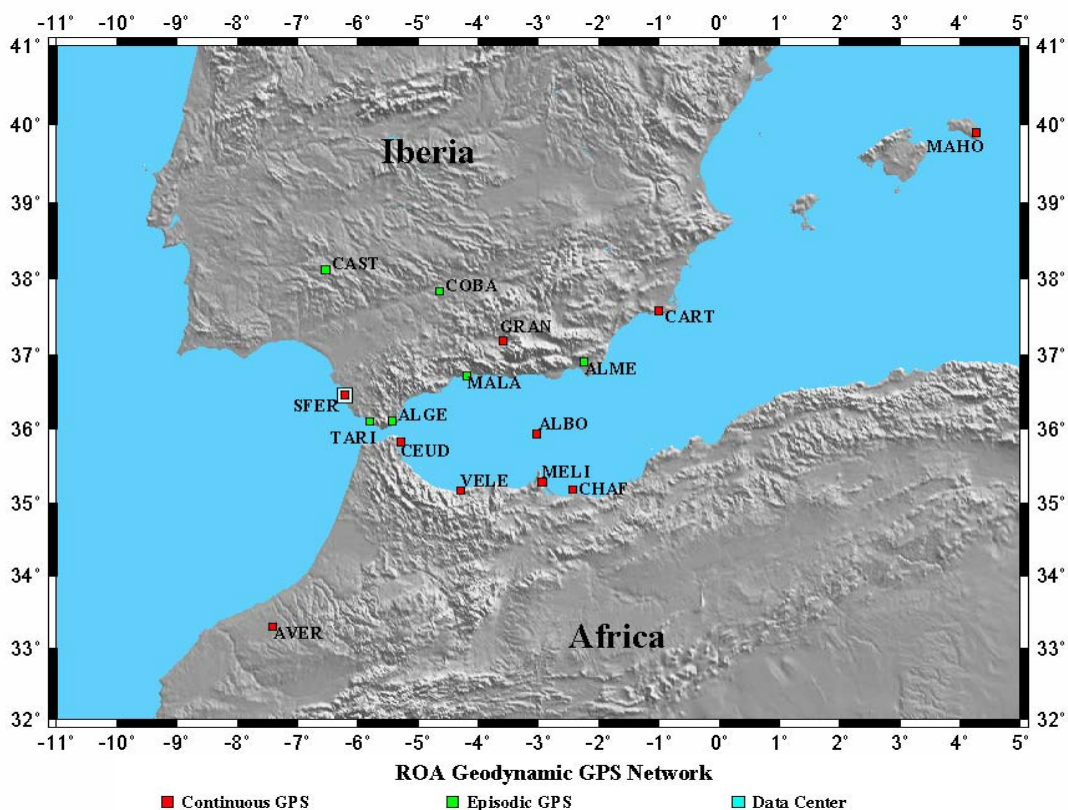 -11° -10° -9° -8° -7° -6° -5° -4° -3° -2° -1° 0° 1° 2° 3° 4° 5°
41° 41°
40° 40°
Iberia
MAHO
39° 39°
CAST
38° 38°
COBA
GRAN
CART
37° 37°
ALME
MALA
SFER
ALGE
36° 36°
ALBO
TARI
CEUD
MELI
VELE
CHAF
35° 35°
34° 34°
AVER
Africa
33° 33°
32° 32°
-11° -10° -9° -8° -7° -6° -5° -4° -3° -2° -1° 0° 1° 2° 3° 4° 5°
ROA Geodynamic GPS Network
Continuous GPS Episodic GPS Data Center